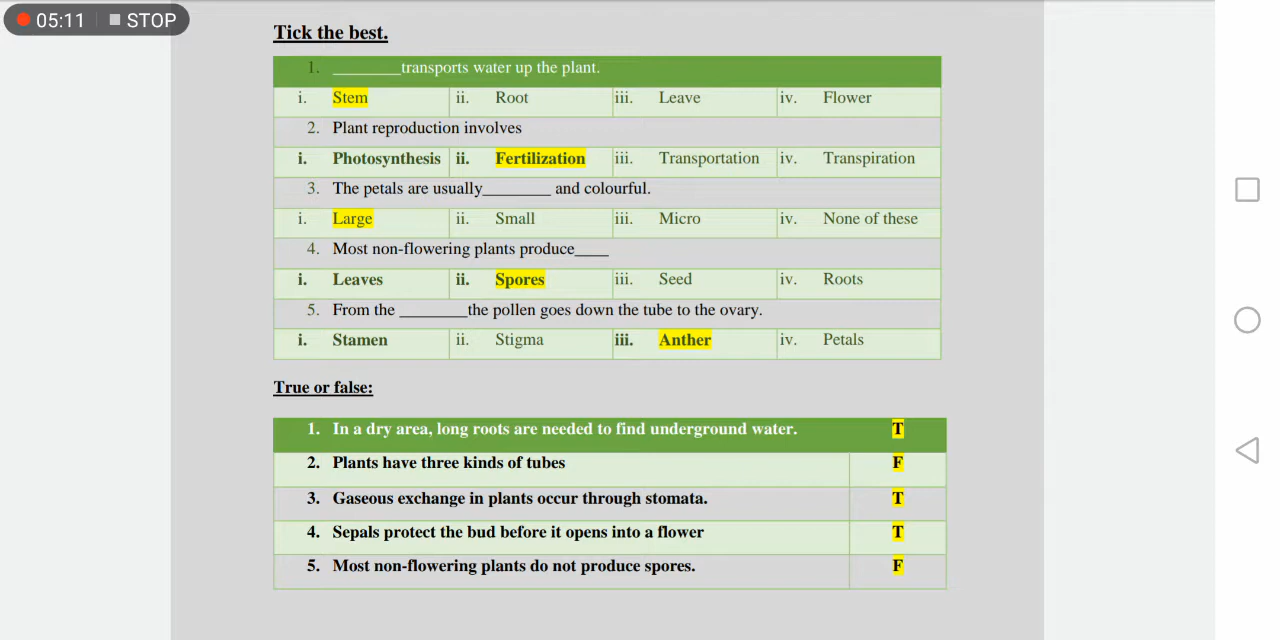 05:11 STOP
Tick the best.
1. ________transports water up the plant.
i. Stem ii. Root iii. Leave iv. Flower
2. Plant reproduction involves
i. Photosynthesis ii. Fertilization iii. Transportation iv. Transpiration
3. The petals are usually________ and colourful.
i. Large ii. Small iii. Micro iv. None of these
4. Most non-flowering plants produce____
i. Leaves ii. Spores iii. Seed iv. Roots
5. From the ________the pollen goes down the tube to the ovary.
i. Stamen ii. Stigma iii. Anther iv. Petals
True or false:
1. In a dry area, long roots are needed to find underground water. T
2. Plants have three kinds of tubes F
3. Gaseous exchange in plants occur through stomata. T
4. Sepals protect the bud before it opens into a flower T
5. Most non-flowering plants do not produce spores. F